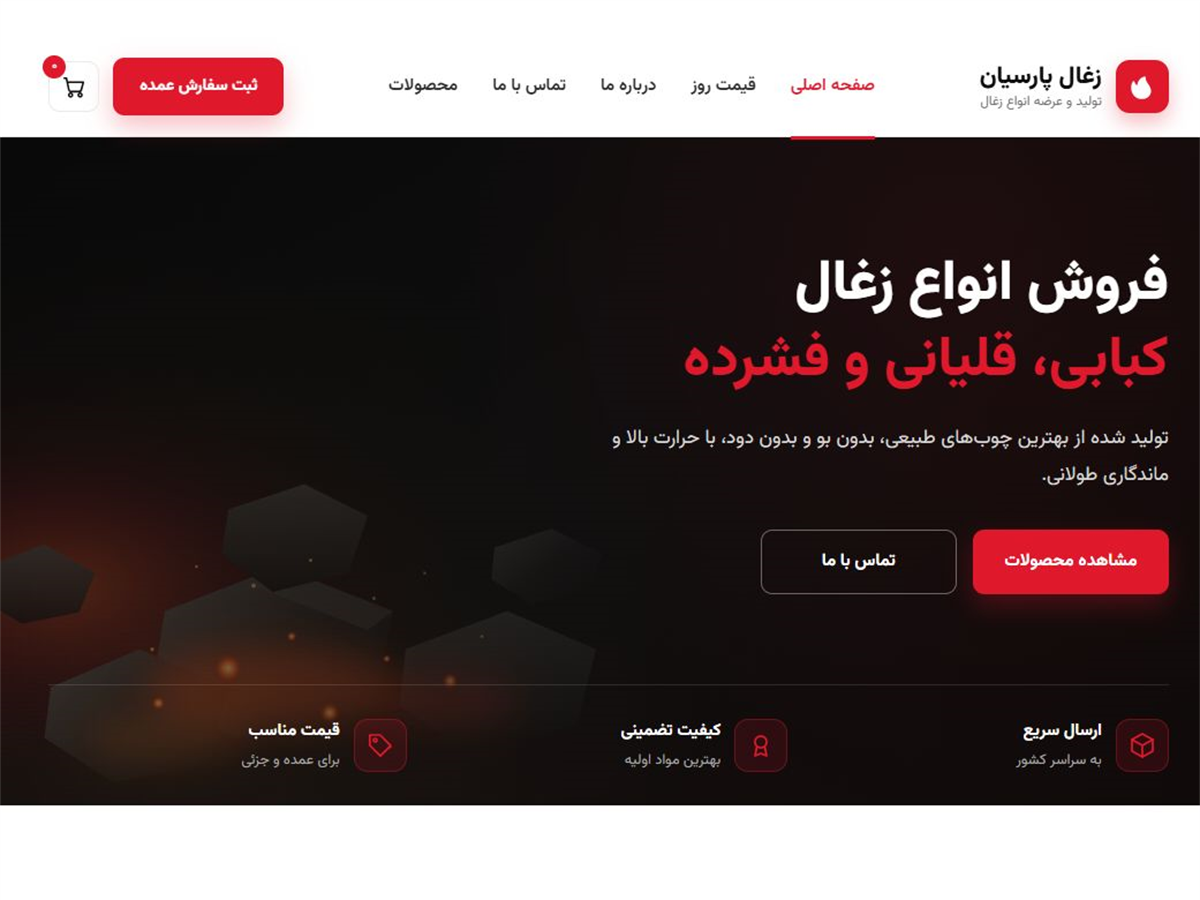 زغال پارسیان
تولید و عرضه انواع زغال
صفحه اصلی
قیمت روز
درباره ما
تماس با ما
محصولات
ثبت سفارش عمده
۰
فروش انواع زغال
کبابی، قلیانی و فشرده
تولید شده از بهترین چوب‌های طبیعی، بدون بو و بدون دود، با حرارت بالا و
ماندگاری طولانی.
مشاهده محصولات
تماس با ما
ارسال سریع
به سراسر کشور
کیفیت تضمینی
بهترین مواد اولیه
قیمت مناسب
برای عمده و جزئی